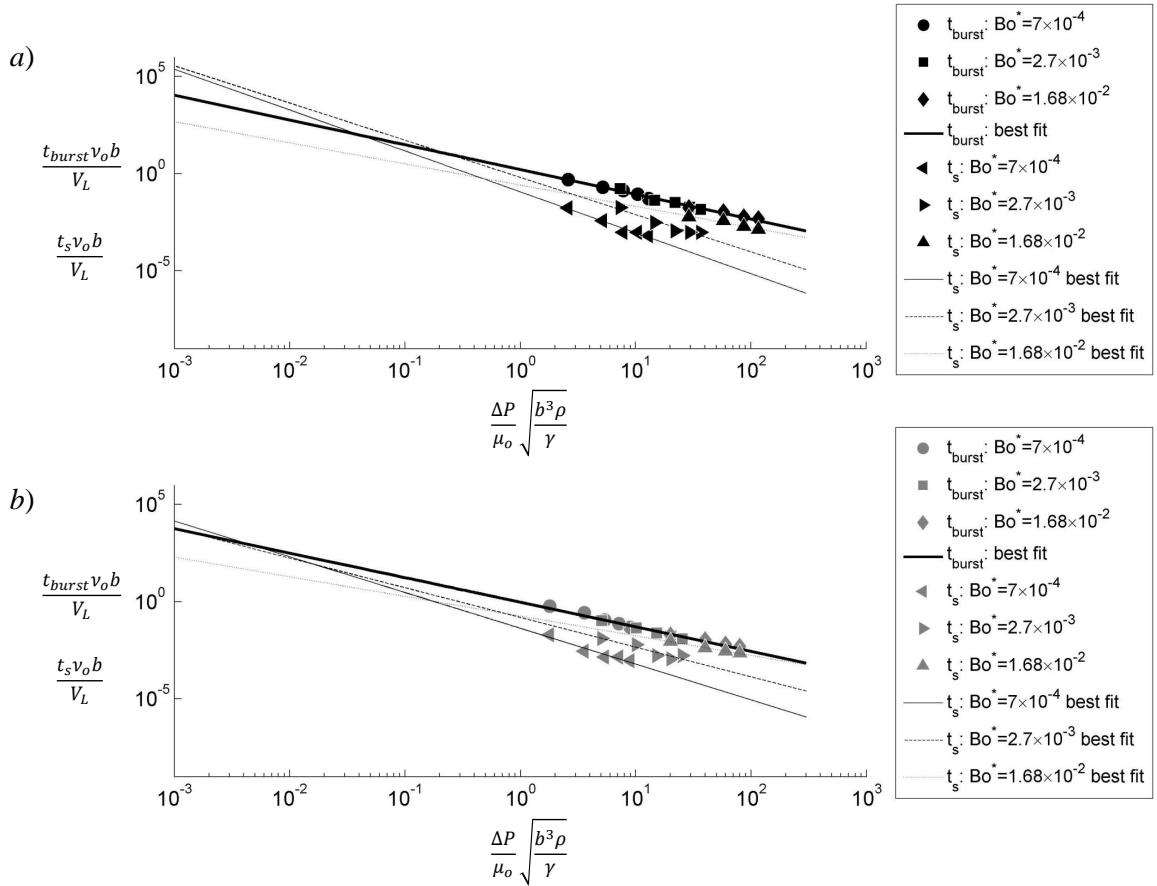 a)
10^5
10^0
10^-5
t_burst ν_o b / V_L
t_s ν_o b / V_L
10^-3 10^-2 10^-1 10^0 10^1 10^2 10^3
ΔP/μ_o √(b^3 ρ/γ)
t_burst: Bo*=7×10^-4
t_burst: Bo*=2.7×10^-3
t_burst: Bo*=1.68×10^-2
t_burst: best fit
t_s: Bo*=7×10^-4
t_s: Bo*=2.7×10^-3
t_s: Bo*=1.68×10^-2
t_s: Bo*=7×10^-4 best fit
t_s: Bo*=2.7×10^-3 best fit
t_s: Bo*=1.68×10^-2 best fit
b)
10^5
10^0
10^-5
t_burst ν_o b / V_L
t_s ν_o b / V_L
10^-3 10^-2 10^-1 10^0 10^1 10^2 10^3
ΔP/μ_o √(b^3 ρ/γ)
t_burst: Bo*=7×10^-4
t_burst: Bo*=2.7×10^-3
t_burst: Bo*=1.68×10^-2
t_burst: best fit
t_s: Bo*=7×10^-4
t_s: Bo*=2.7×10^-3
t_s: Bo*=1.68×10^-2
t_s: Bo*=7×10^-4 best fit
t_s: Bo*=2.7×10^-3 best fit
t_s: Bo*=1.68×10^-2 best fit